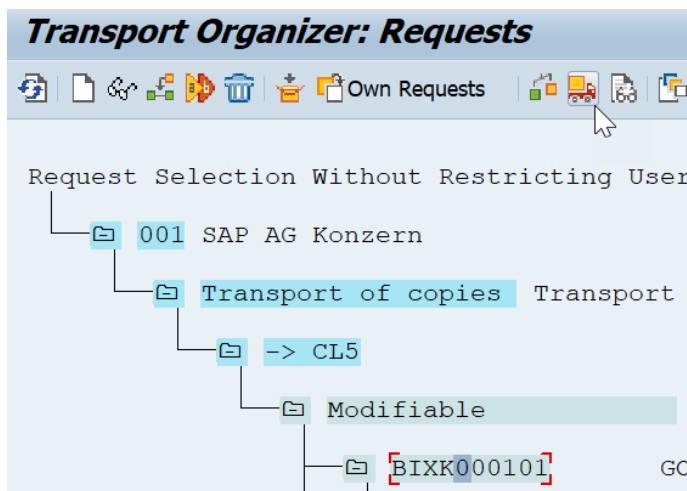 Transport Organizer: Requests
Own Requests
Request Selection Without Restricting User
001 SAP AG Konzern
Transport of copies Transport
-> CL5
Modifiable
BIXK000101 GO